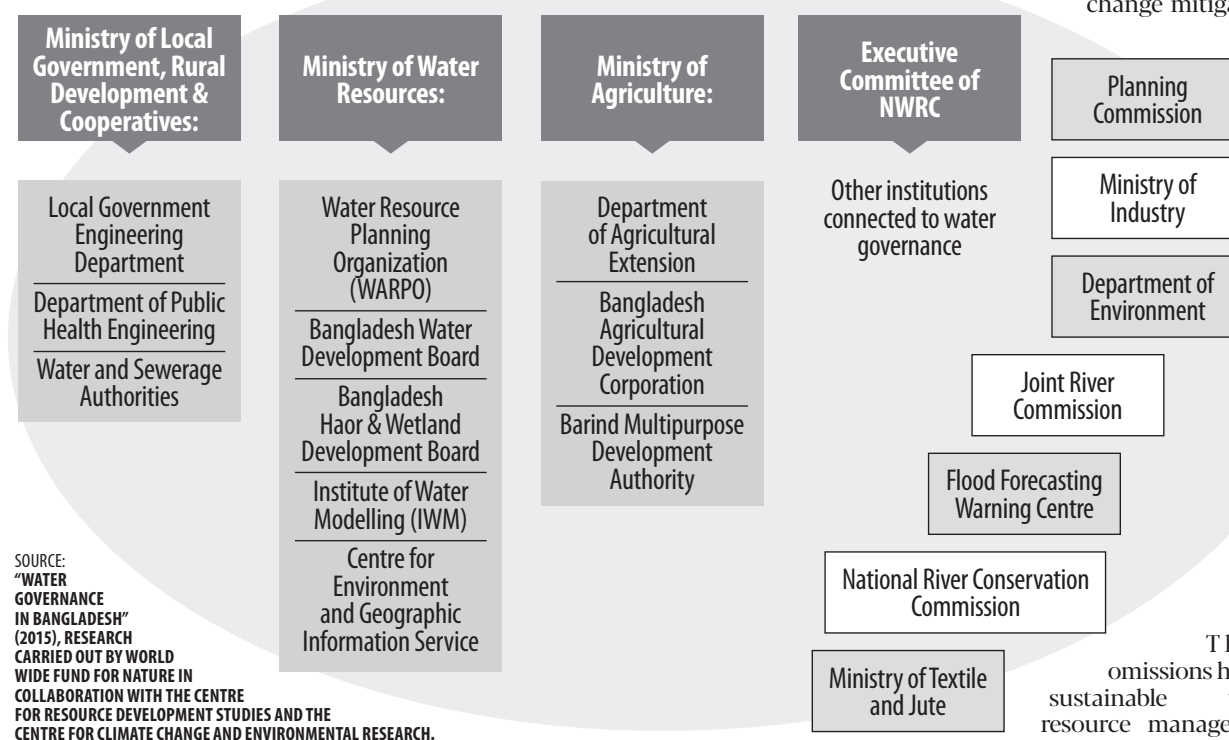 change mitiga
Ministry of Local
Government, Rural
Development &
Cooperatives:
Local Government
Engineering
Department
Department of Public
Health Engineering
Water and Sewerage
Authorities
Ministry of Water
Resources:
Water Resource
Planning
Organization
(WARPO)
Bangladesh Water
Development Board
Bangladesh
Haor & Wetland
Development Board
Institute of Water
Modelling (IWM)
Centre for
Environment
and Geographic
Information Service
Ministry of
Agriculture:
Department
of Agricultural
Extension
Bangladesh
Agricultural
Development
Corporation
Barind Multipurpose
Development
Authority
Executive
Committee of
NWRC
Other institutions
connected to water
governance
Planning
Commission
Ministry of
Industry
Department of
Environment
Joint River
Commission
Flood Forecasting
Warning Centre
National River Conservation
Commission
Ministry of Textile
and Jute
SOURCE:
“WATER
GOVERNANCE
IN BANGLADESH”
(2015), RESEARCH
CARRIED OUT BY WORLD
WIDE FUND FOR NATURE IN
COLLABORATION WITH THE CENTRE
FOR RESOURCE DEVELOPMENT STUDIES AND THE
CENTRE FOR CLIMATE CHANGE AND ENVIRONMENTAL RESEARCH.
omissions h
sustainable
resource manage